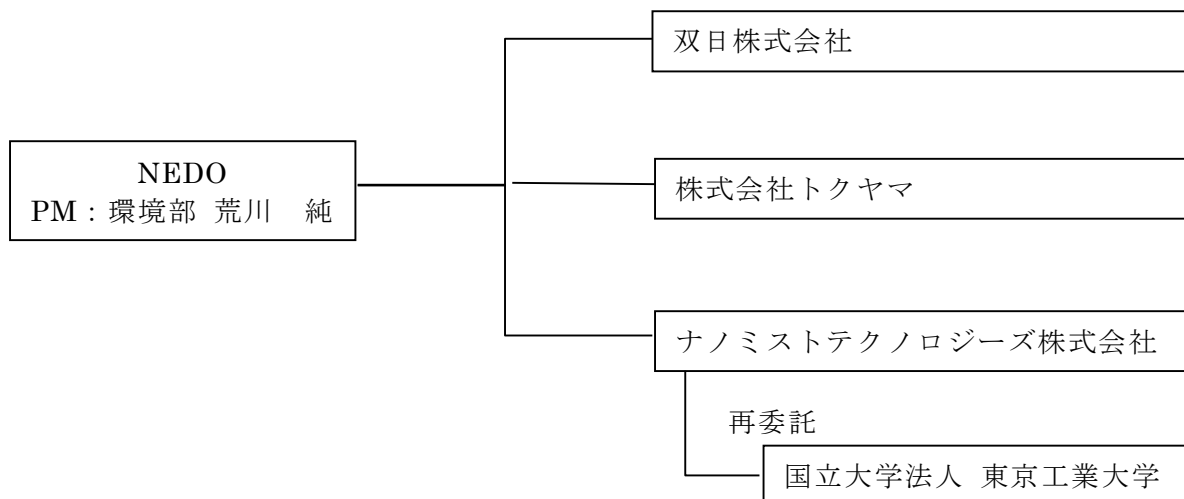 双日株式会社
NEDO
PM：環境部 荒川　純
株式会社トクヤマ
ナノミストテクノロジーズ株式会社
再委託
国立大学法人 東京工業大学